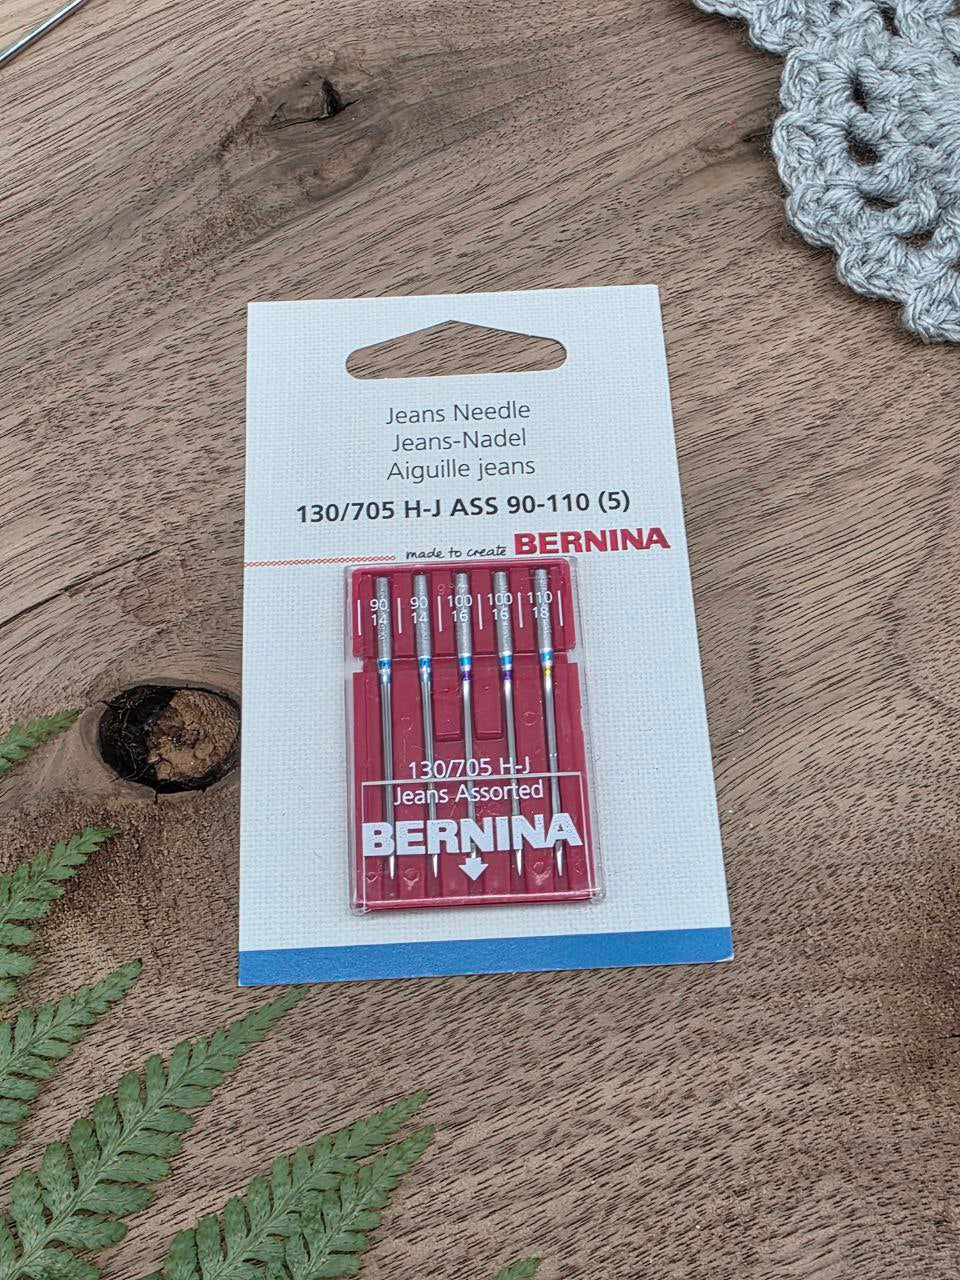 Jeans Needle
Jeans-Nadel
Aiguille jeans
130/705 H-J ASS 90-110 (5)
made to create BERNINA
90 90 100 100 110
14 14 16 16 18
130/705 H-J
Jeans Assorted
BERNINA